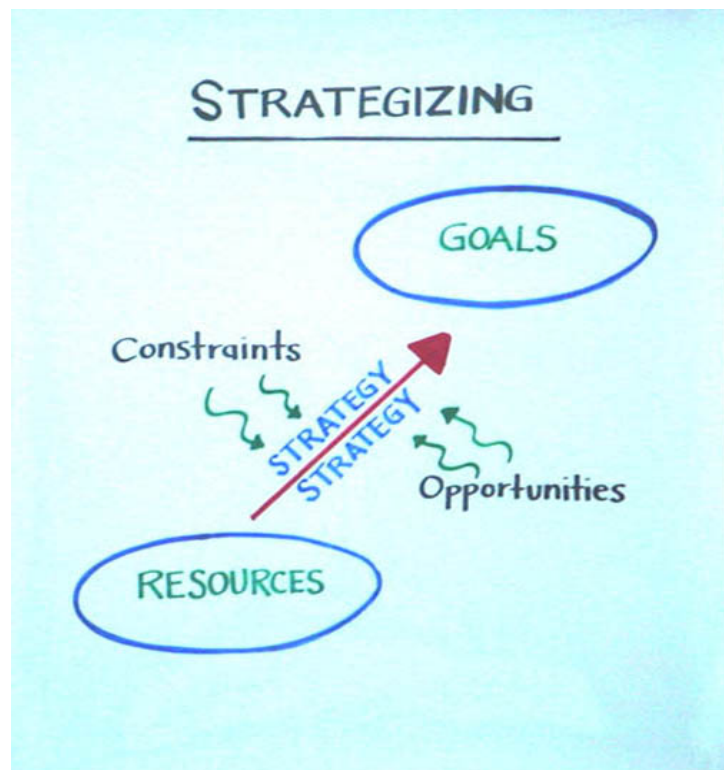 STRATEGIZING
GOALS
Constraints
STRATEGY
STRATEGY
Opportunities
RESOURCES